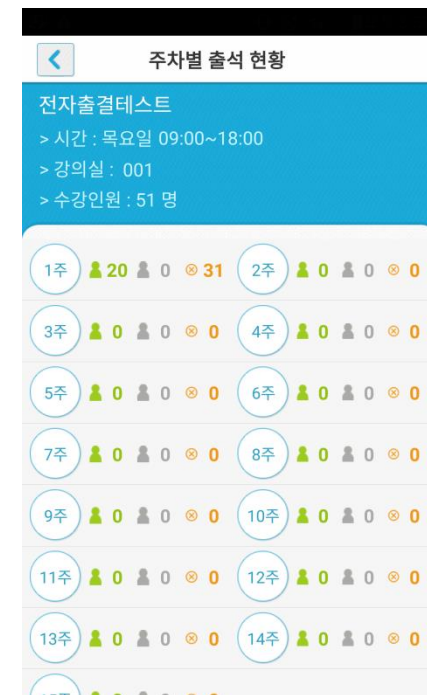 주차별 출석 현황
전자출결테스트
> 시간 : 목요일 09:00~18:00
> 강의실 : 001
> 수강인원 : 51 명
1주 20 0 31 2주 0 0 0
3주 0 0 0 4주 0 0 0
5주 0 0 0 6주 0 0 0
7주 0 0 0 8주 0 0 0
9주 0 0 0 10주 0 0 0
11주 0 0 0 12주 0 0 0
13주 0 0 0 14주 0 0 0